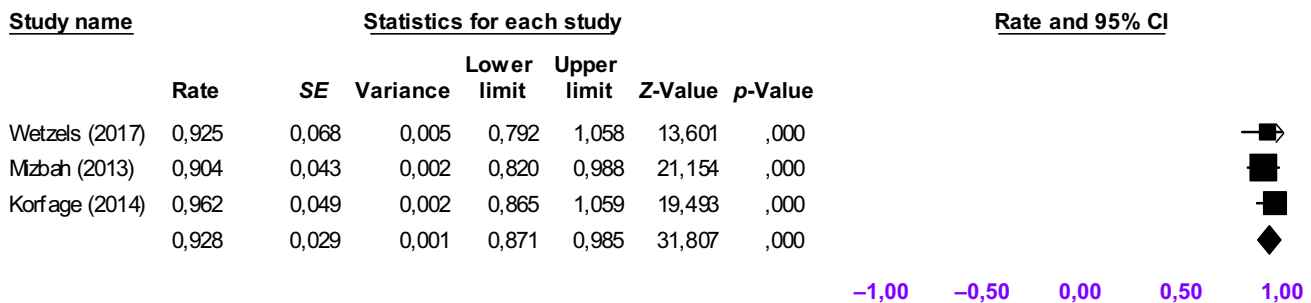 Study name Statistics for each study Rate and 95% CI
Lower Upper
Rate SE Variance limit limit Z-Value p-Value
Wetzels (2017) 0,925 0,068 0,005 0,792 1,058 13,601 ,000
Mizbah (2013) 0,904 0,043 0,002 0,820 0,988 21,154 ,000
Korfage (2014) 0,962 0,049 0,002 0,865 1,059 19,493 ,000
0,928 0,029 0,001 0,871 0,985 31,807 ,000
–1,00 –0,50 0,00 0,50 1,00